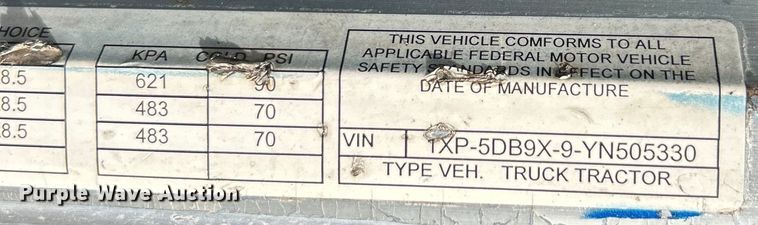 CHOICE
KPA COLD PSI
8.5 621 90
8.5 483 70
8.5 483 70
THIS VEHICLE COMFORMS TO ALL
APPLICABLE FEDERAL MOTOR VEHICLE
SAFETY STANDARDS IN EFFECT ON THE
DATE OF MANUFACTURE
VIN 1XP-5DB9X-9-YN505330
TYPE VEH. TRUCK TRACTOR
Purple Wave Auction